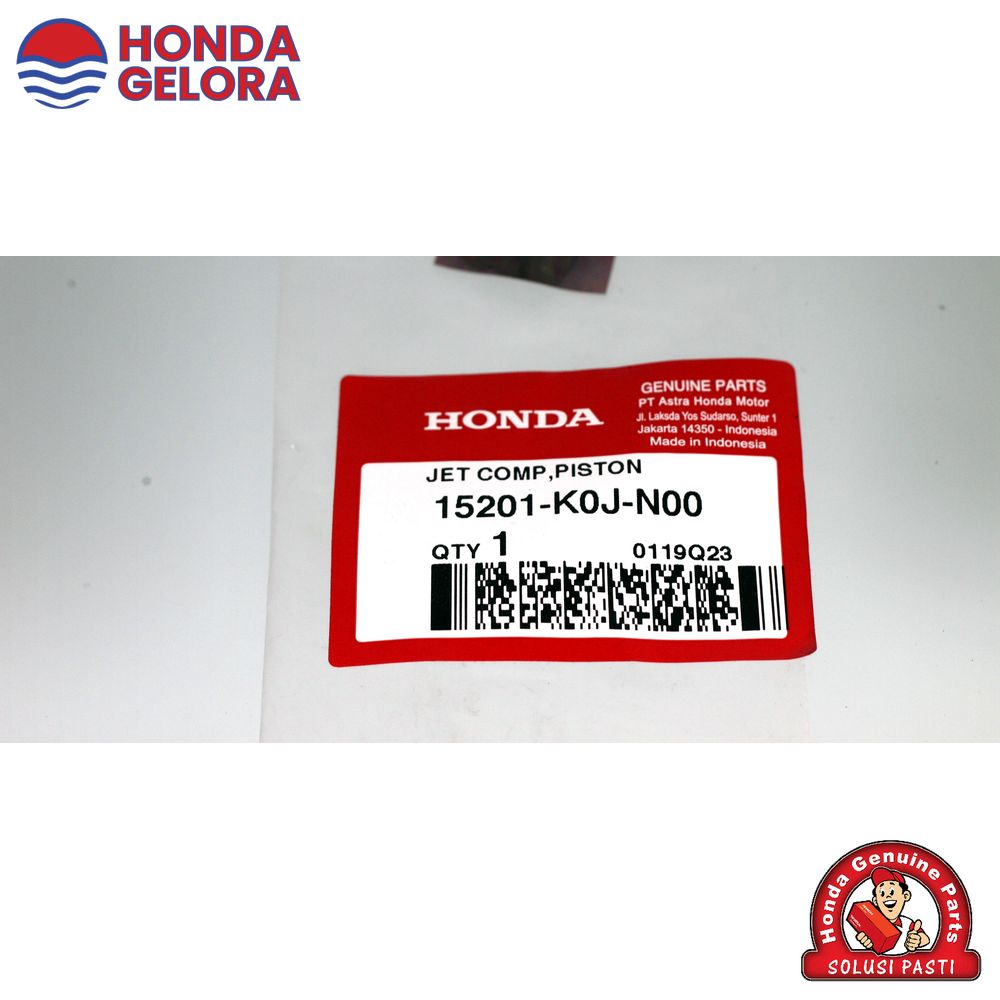 HONDA
GELORA
GENUINE PARTS
PT Astra Honda Motor
Jl. Laksda Yos Sudarso, Sunter 1
Jakarta 14350 - Indonesia
Made in Indonesia
HONDA
JET COMP,PISTON
15201-K0J-N00
QTY 1 0119Q23
Honda Genuine Parts
SOLUSI PASTI